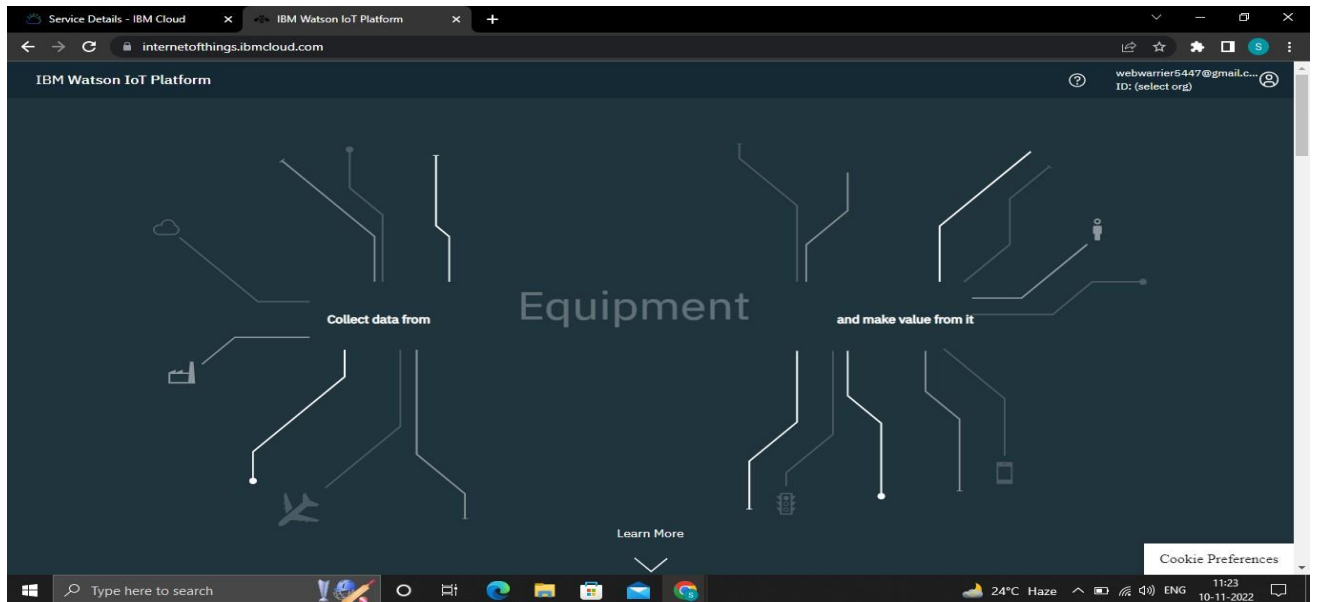 Service Details - IBM Cloud
IBM Watson IoT Platform
internetofthings.ibmcloud.com
S
IBM Watson IoT Platform
webwarrier5447@gmail.c...
ID: (select org)
Collect data from
Equipment
and make value from it
Learn More
Cookie Preferences
Type here to search
24°C Haze
ENG
11:23
10-11-2022